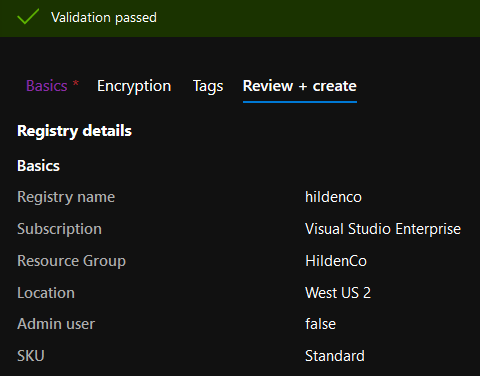 Validation passed
Basics * Encryption Tags Review + create
Registry details
Basics
Registry name hildenco
Subscription Visual Studio Enterprise
Resource Group HildenCo
Location West US 2
Admin user false
SKU Standard